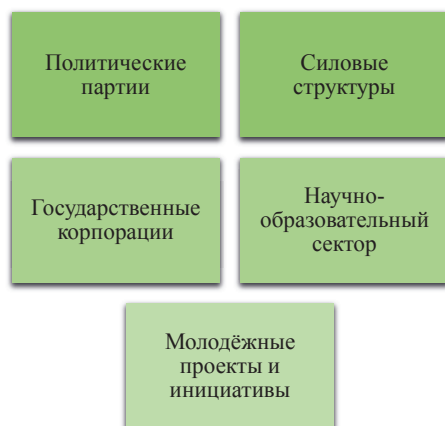 Политические
партии
Силовые
структуры
Государственные
корпорации
Научно-
образовательный
сектор
Молодёжные
проекты и
инициативы